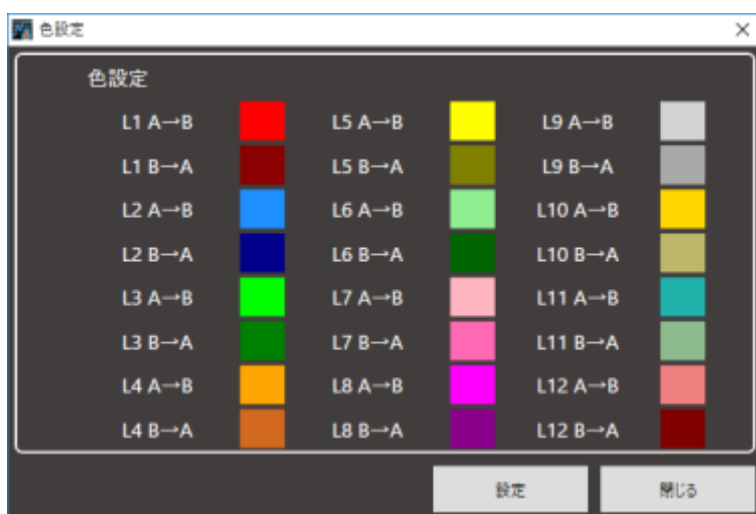 色設定
色設定
L1 A→B
L5 A→B
L9 A→B
L1 B→A
L5 B→A
L9 B→A
L2 A→B
L6 A→B
L10 A→B
L2 B→A
L6 B→A
L10 B→A
L3 A→B
L7 A→B
L11 A→B
L3 B→A
L7 B→A
L11 B→A
L4 A→B
L8 A→B
L12 A→B
L4 B→A
L8 B→A
L12 B→A
設定
閉じる